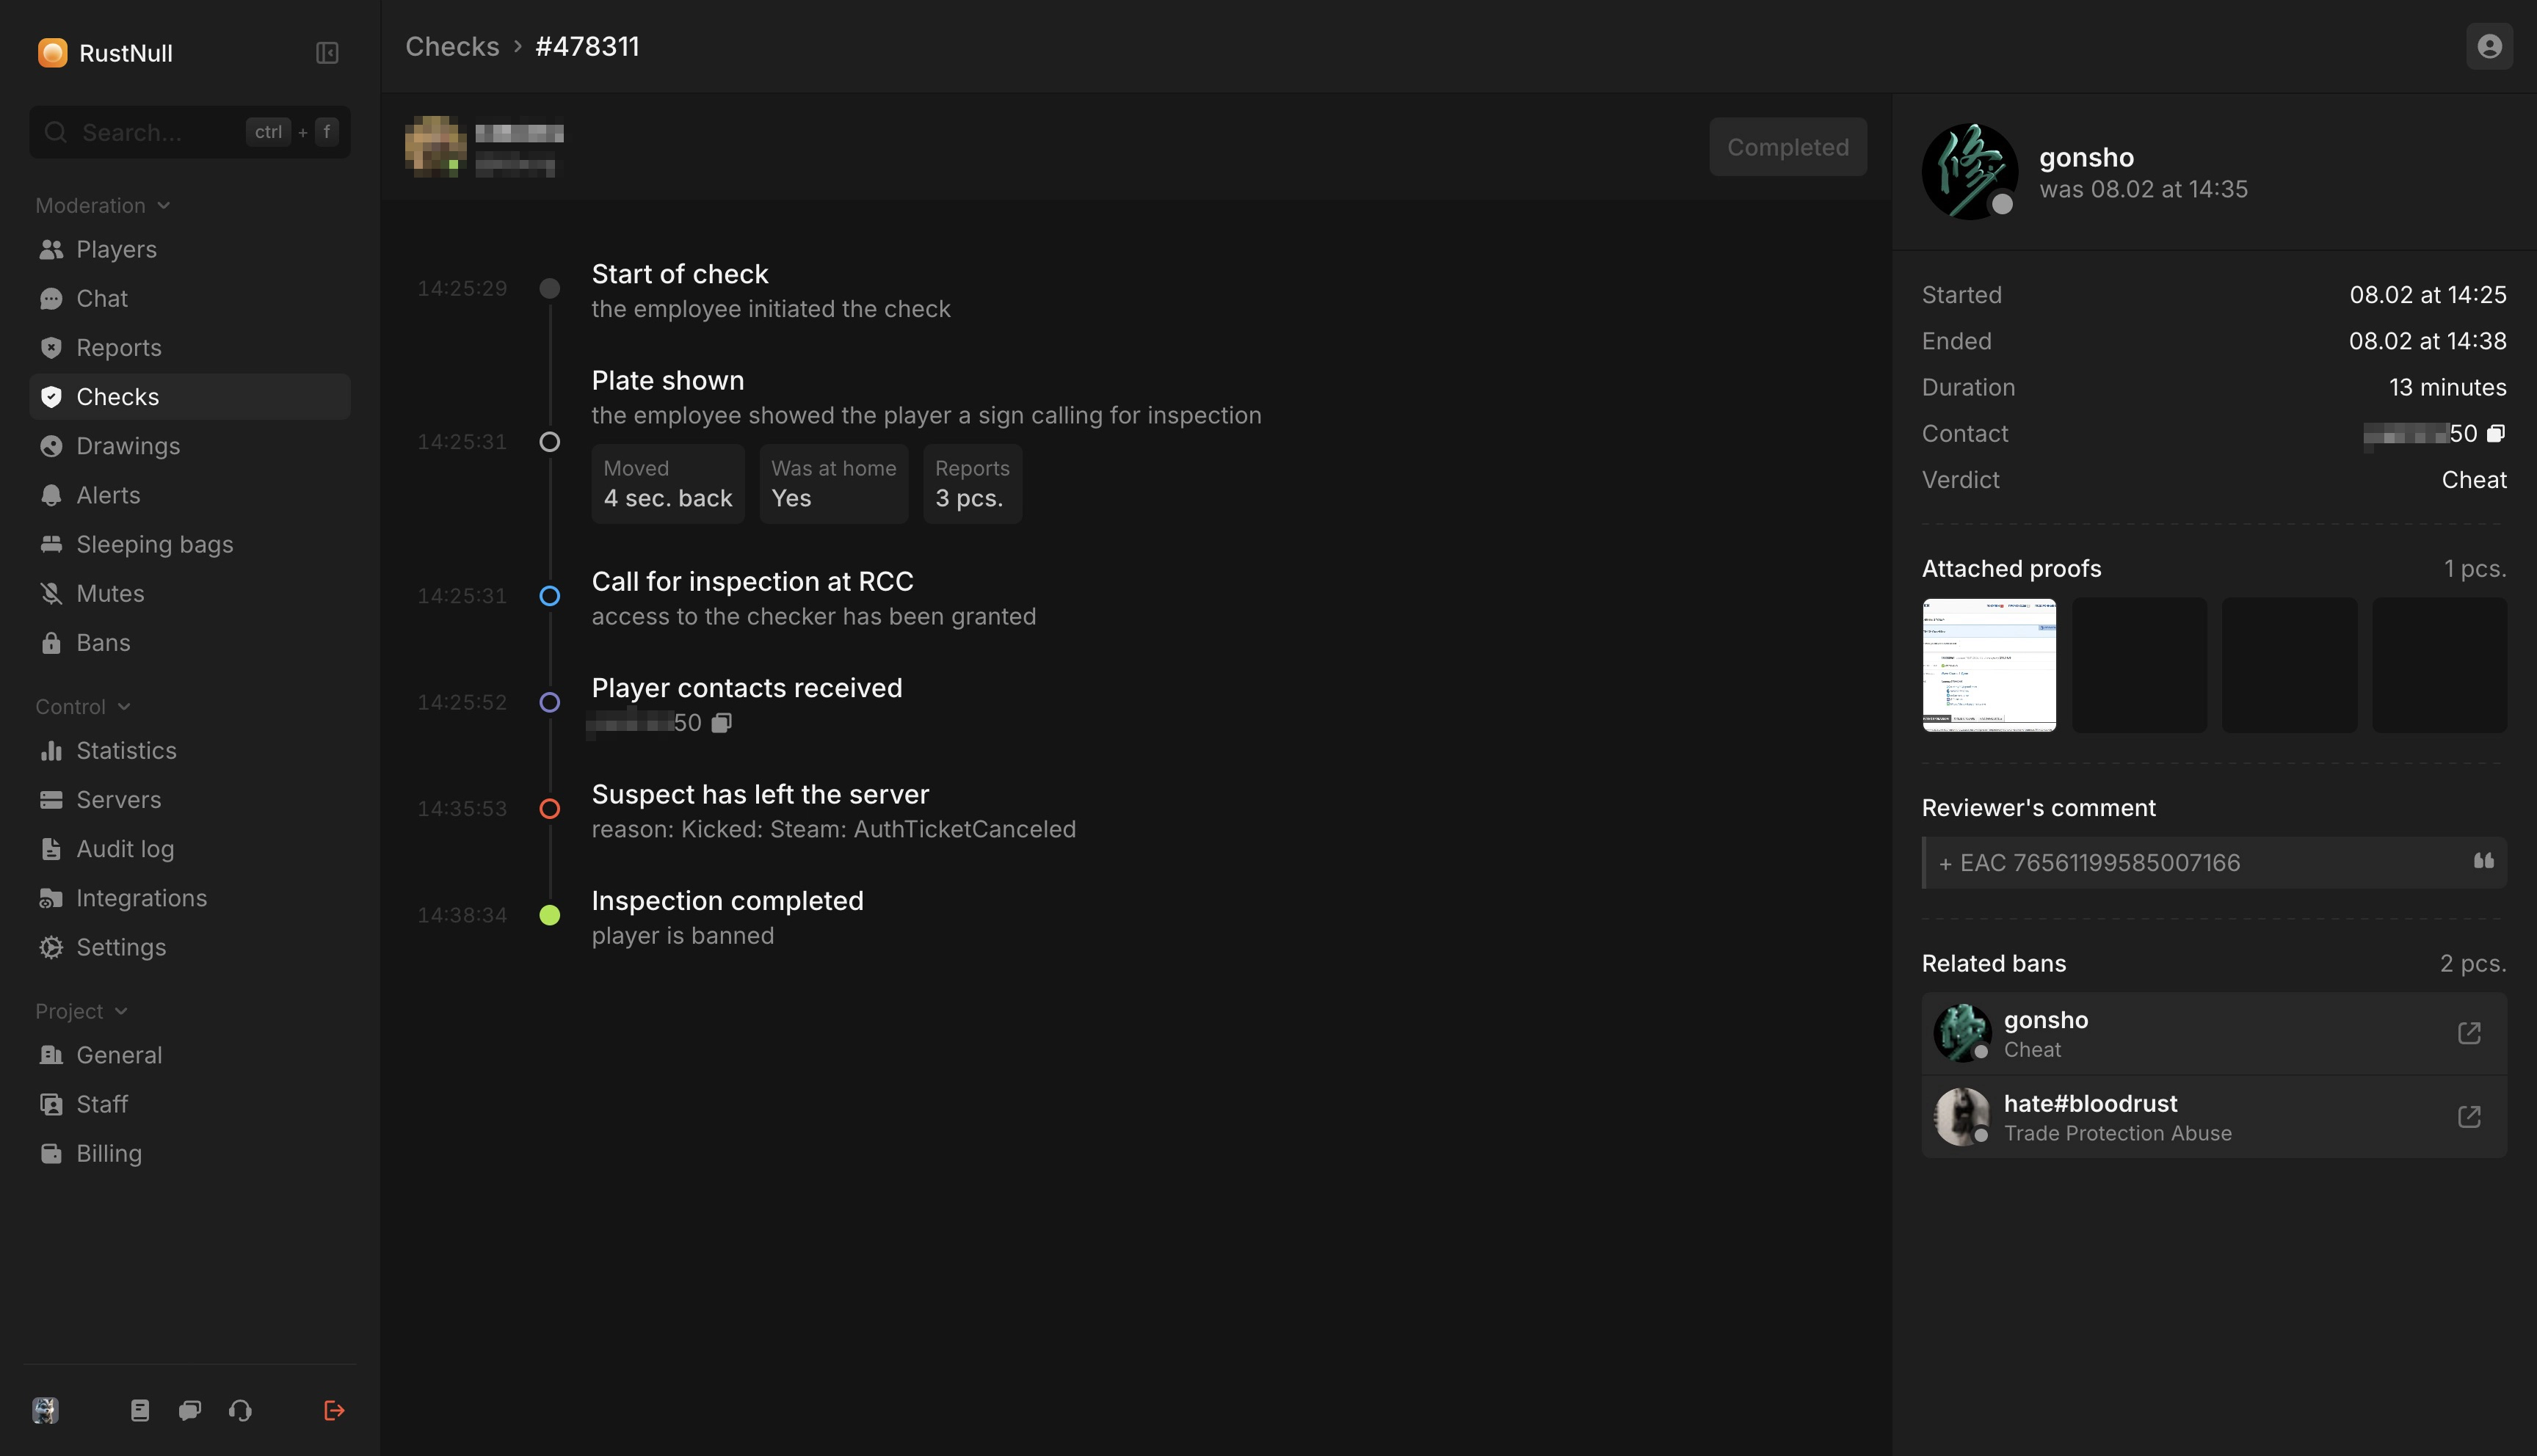 RustNull
Search...
ctrl + f
Moderation
Players
Chat
Reports
Checks
Drawings
Alerts
Sleeping bags
Mutes
Bans
Control
Statistics
Servers
Audit log
Integrations
Settings
Project
General
Staff
Billing
Checks > #478311
Completed
14:25:29
Start of check
the employee initiated the check
14:25:31
Plate shown
the employee showed the player a sign calling for inspection
Moved
4 sec. back
Was at home
Yes
Reports
3 pcs.
14:25:31
Call for inspection at RCC
access to the checker has been granted
14:25:52
Player contacts received
50
14:35:53
Suspect has left the server
reason: Kicked: Steam: AuthTicketCanceled
14:38:34
Inspection completed
player is banned
修
gonsho
was 08.02 at 14:35
Started 08.02 at 14:25
Ended 08.02 at 14:38
Duration 13 minutes
Contact 50
Verdict Cheat
Attached proofs 1 pcs.
Reviewer's comment
+ EAC 76561199585007166
Related bans 2 pcs.
gonsho
Cheat
hate#bloodrust
Trade Protection Abuse